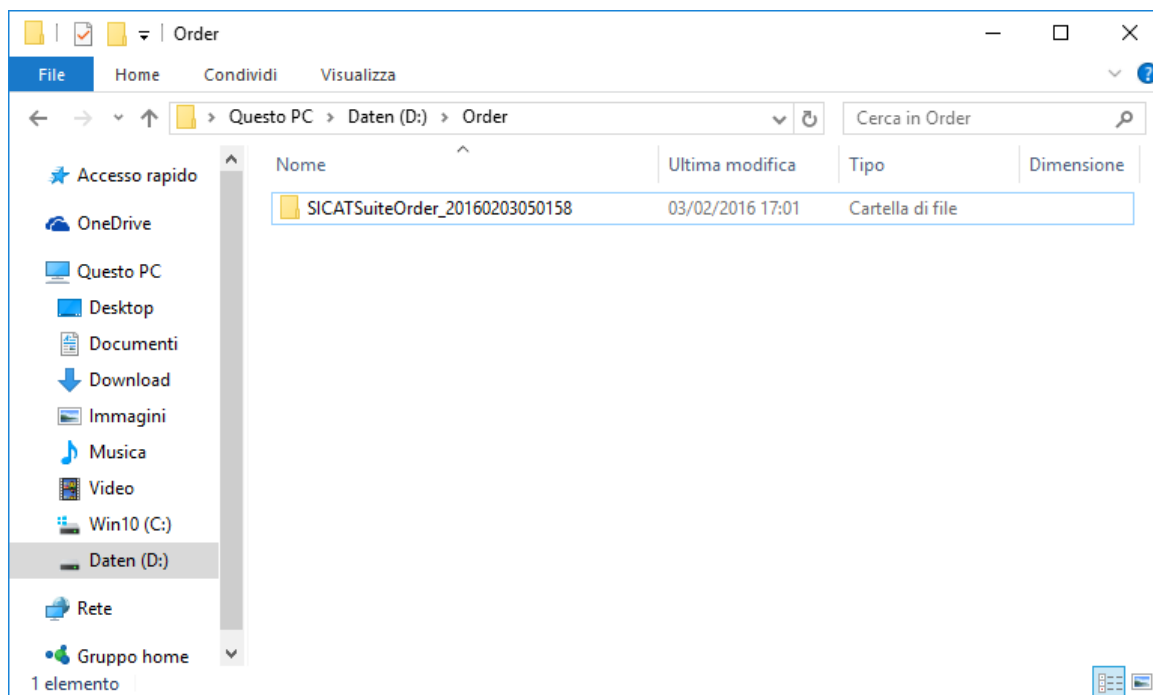 Order
File Home Condividi Visualizza
?
Questo PC Daten (D:) Order
Cerca in Order
Nome Ultima modifica Tipo Dimensione
SICATSuiteOrder_20160203050158 03/02/2016 17:01 Cartella di file
Accesso rapido
OneDrive
Questo PC
Desktop
Documenti
Download
Immagini
Musica
Video
Win10 (C:)
Daten (D:)
Rete
Gruppo home
1 elemento